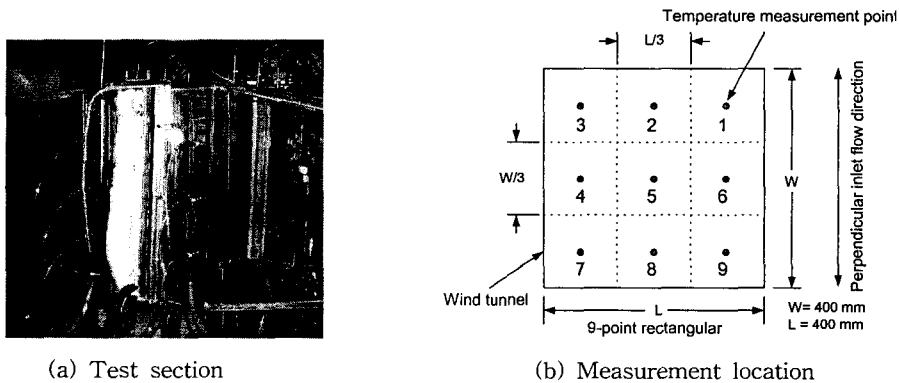 Temperature measurement point
L/3
3
2
1
W/3
W
4
5
6
Perpendicular inlet flow direction
7
8
9
Wind tunnel
L
9-point rectangular
W= 400 mm
L = 400 mm
(a) Test section
(b) Measurement location